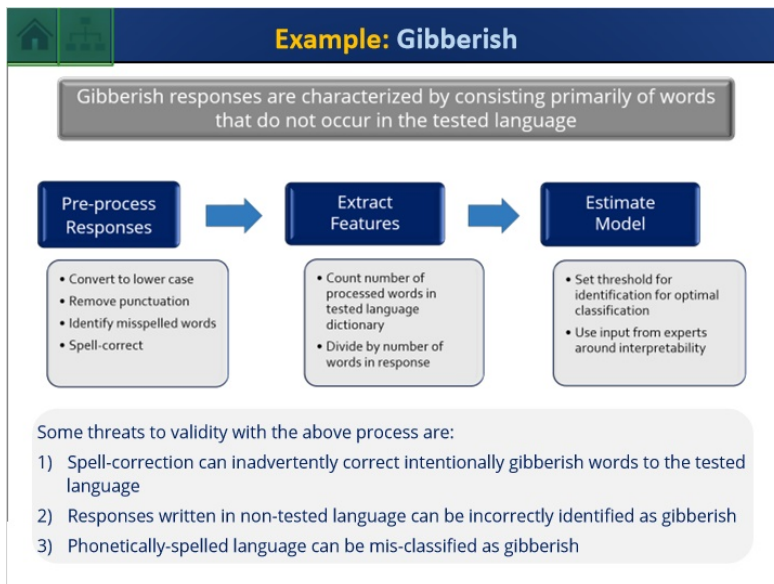 Example: Gibberish
Gibberish responses are characterized by consisting primarily of words
that do not occur in the tested language
Pre-process
Responses
• Convert to lower case
• Remove punctuation
• Identify misspelled words
• Spell-correct
Extract
Features
• Count number of
processed words in
tested language
dictionary
• Divide by number of
words in response
Estimate
Model
• Set threshold for
identification for optimal
classification
• Use input from experts
around interpretability
Some threats to validity with the above process are:
1) Spell-correction can inadvertently correct intentionally gibberish words to the tested
language
2) Responses written in non-tested language can be incorrectly identified as gibberish
3) Phonetically-spelled language can be mis-classified as gibberish